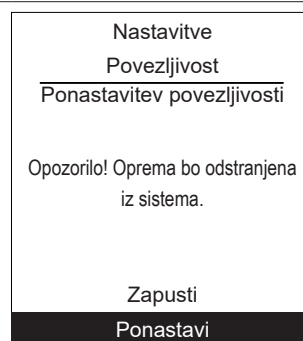 Nastavitve
Povezljivost
Ponastavitev povezljivosti
Opozorilo! Oprema bo odstranjena
iz sistema.
Zapusti
Ponastavi